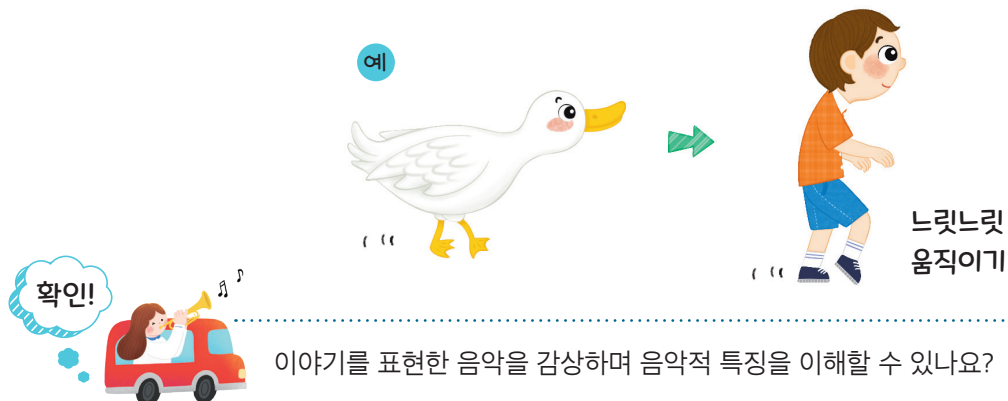 예
느릿느릿
움직이기
확인!
이야기를 표현한 음악을 감상하며 음악적 특징을 이해할 수 있나요?